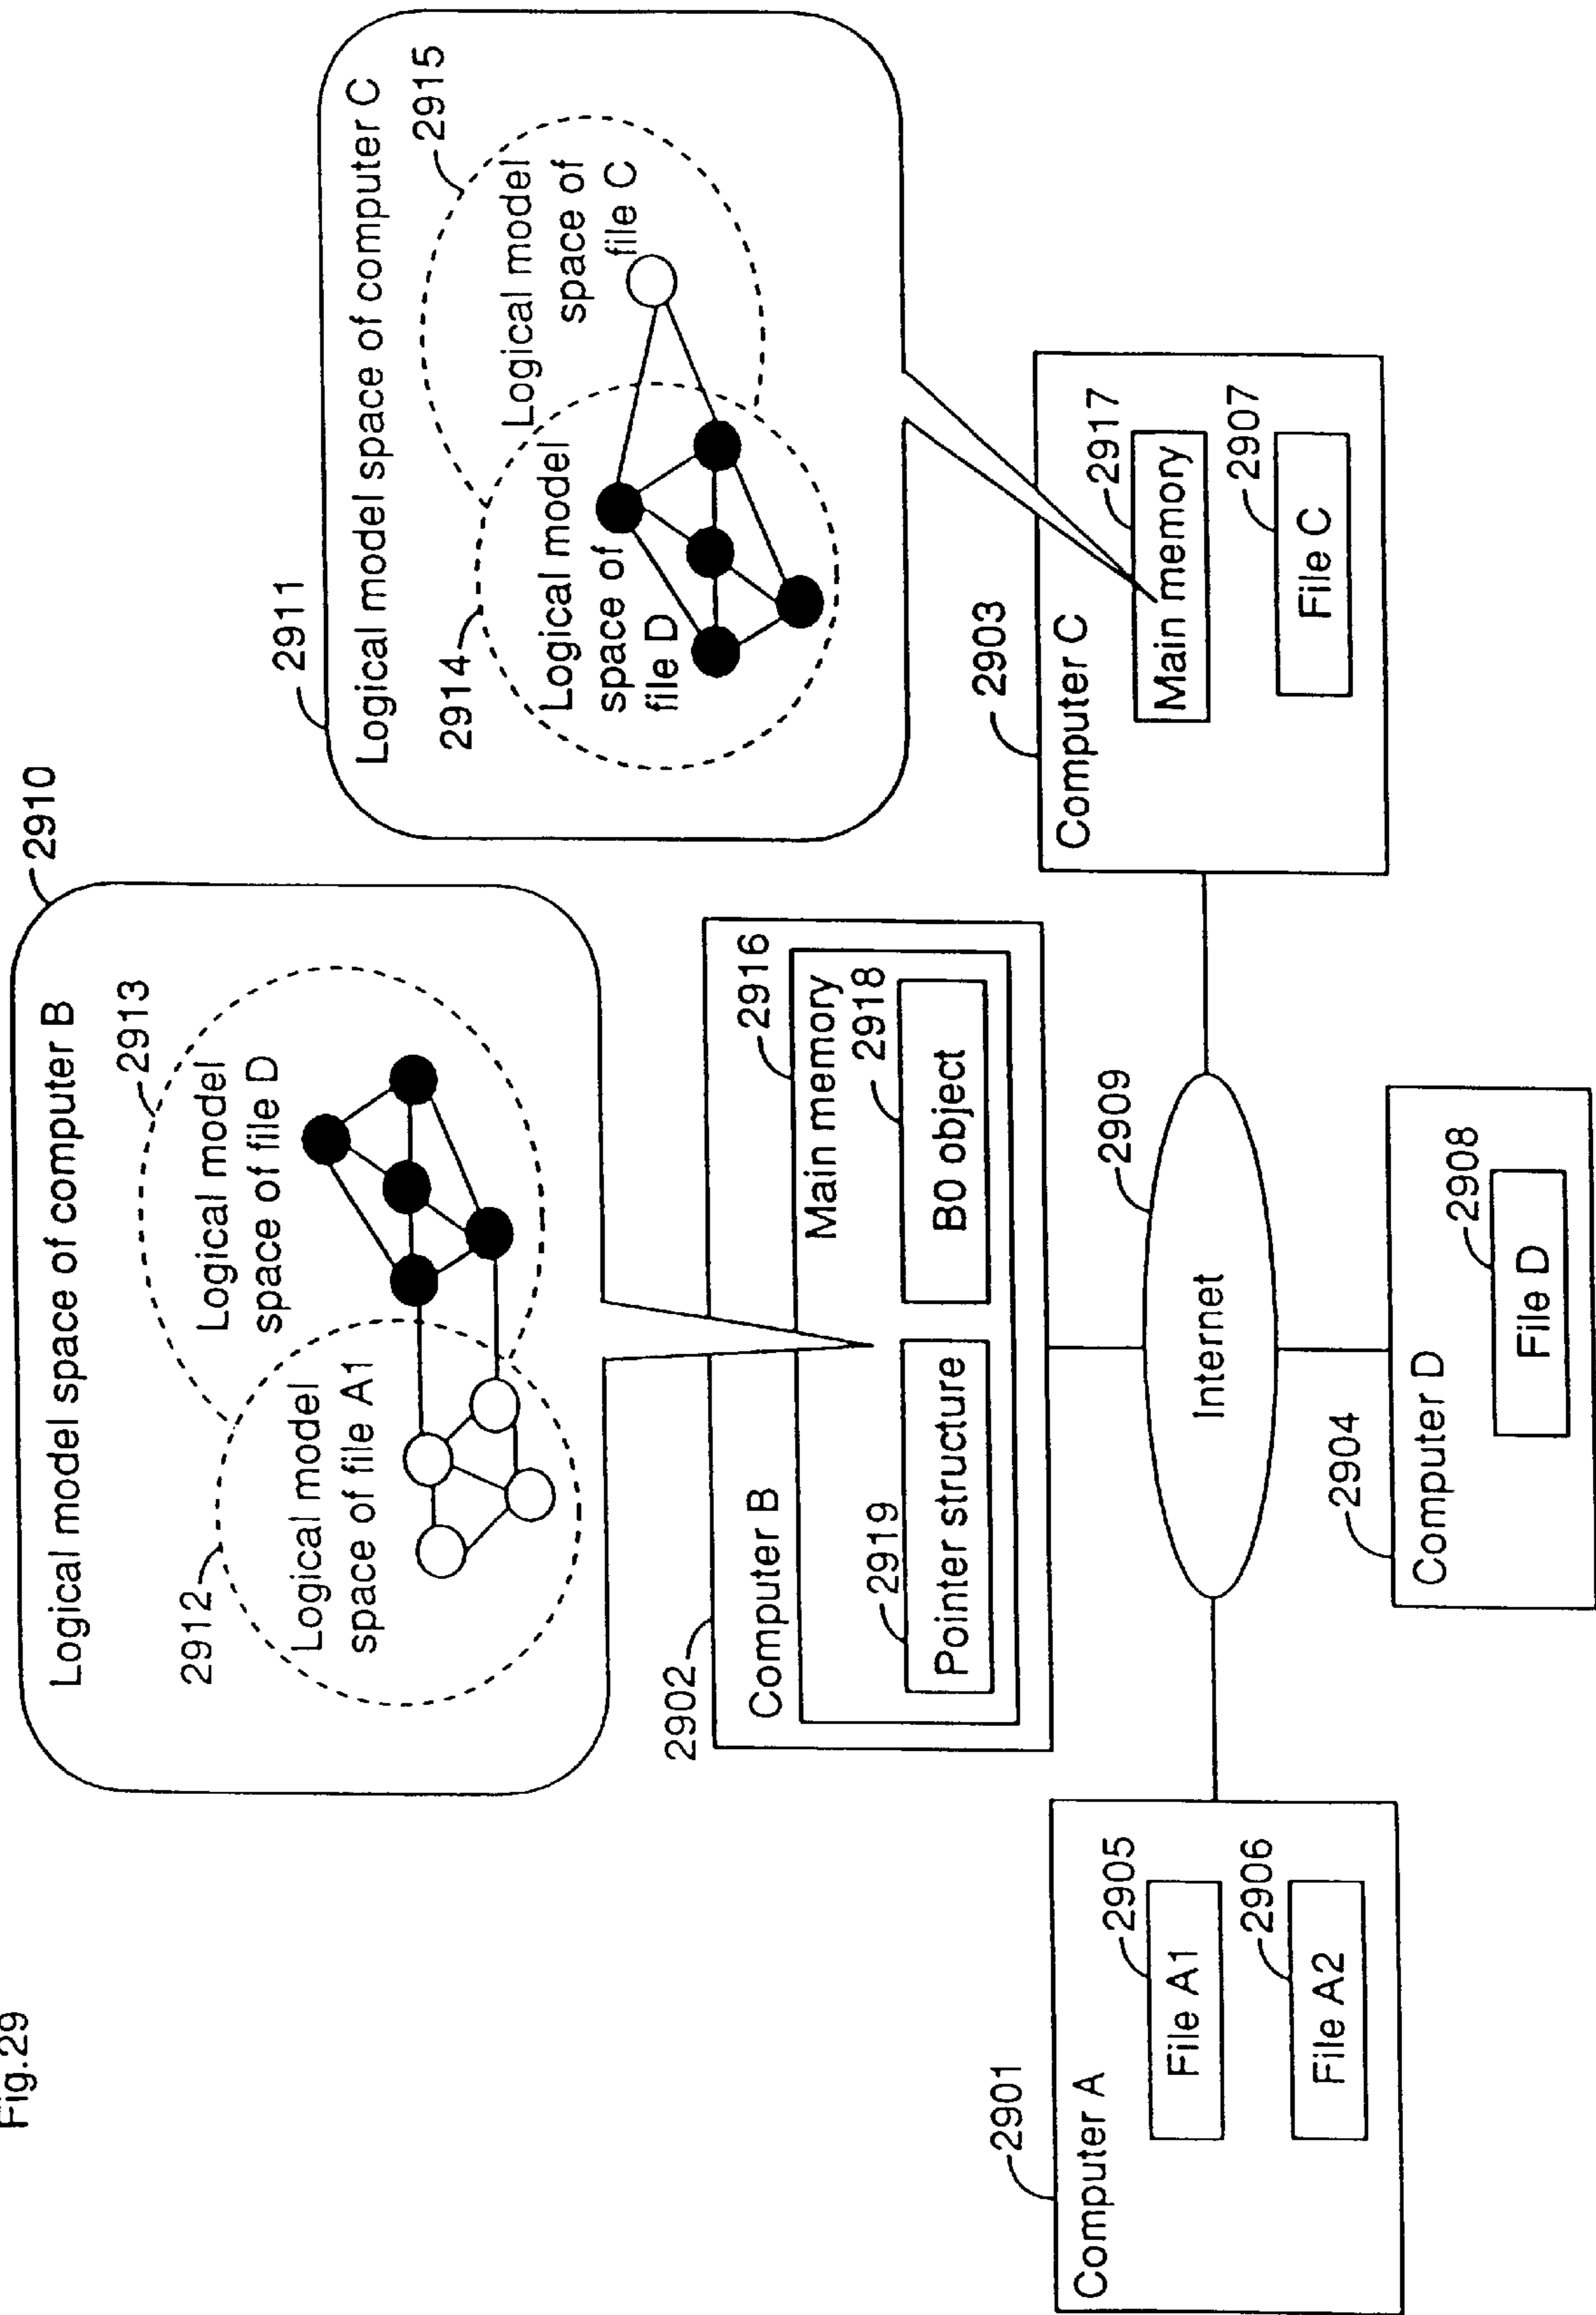 Fig.29
2910
Logical model space of computer B
2912
2913
Logical model
space of file A1
Logical model
space of file D
2911
Logical model space of computer C
2914
2915
Logical model
space of
file D
Logical model
space of
file C
2902
Computer B
2916
Main memory
2919
Pointer structure
2918
B0 object
2903
Computer C
2917
Main memory
2907
File C
2901
Computer A
2905
File A1
2906
File A2
2909
Internet
2904
Computer D
2908
File D